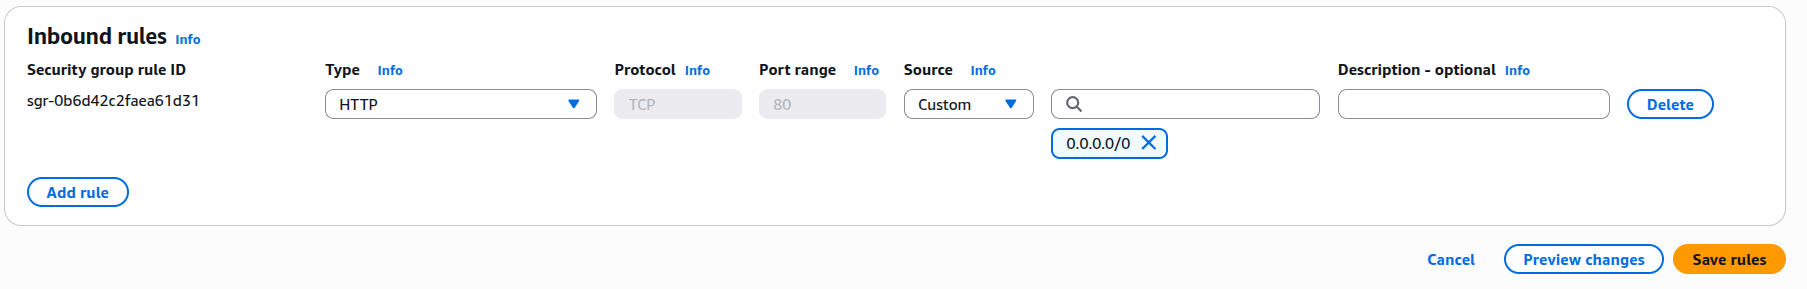 Inbound rules Info
Security group rule ID Type Info Protocol Info Port range Info Source Info Description - optional Info
sgr-0b6d42c2faea61d31 HTTP TCP 80 Custom Delete
0.0.0.0/0
Add rule
Cancel Preview changes Save rules